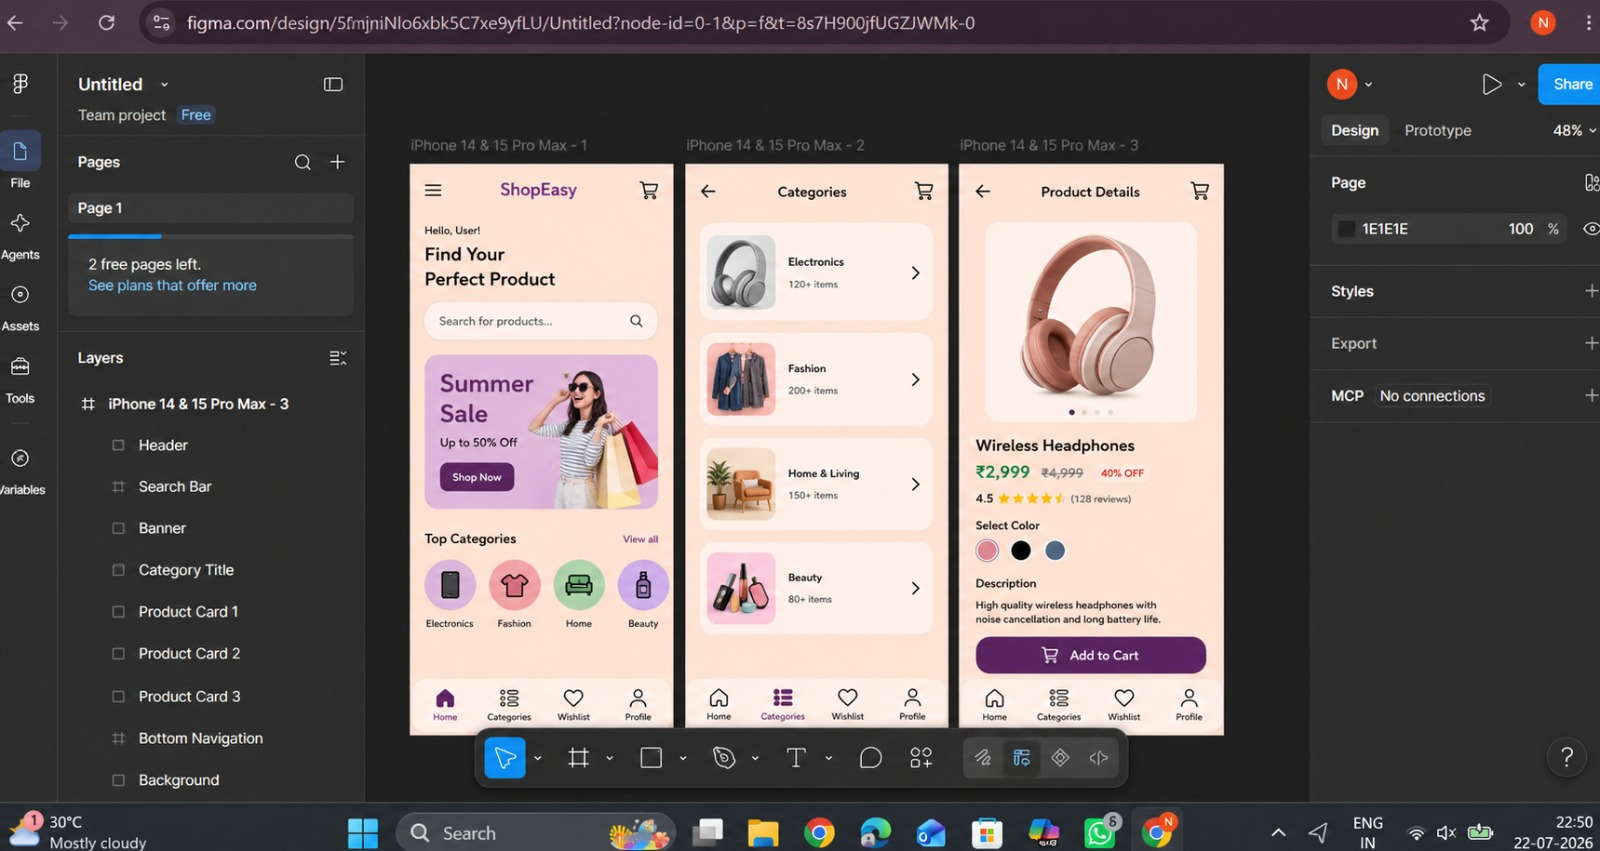 figma.com/design/5fmjniNlo6xbk5C7xe9yfLU/Untitled?node-id=0-1&p=f&t=8s7H900jfUGZJWMk-0
N
Untitled
Team project Free
Pages
Page 1
2 free pages left.
See plans that offer more
File
Agents
Assets
Tools
Variables
Layers
iPhone 14 & 15 Pro Max - 3
Header
Search Bar
Banner
Category Title
Product Card 1
Product Card 2
Product Card 3
Bottom Navigation
Background
iPhone 14 & 15 Pro Max - 1
ShopEasy
Hello, User!
Find Your
Perfect Product
Search for products...
Summer
Sale
Up to 50% Off
Shop Now
Top Categories View all
Electronics Fashion Home Beauty
Home Categories Wishlist Profile
iPhone 14 & 15 Pro Max - 2
Categories
Electronics
120+ items
Fashion
200+ items
Home & Living
150+ items
Beauty
80+ items
Home Categories Wishlist Profile
iPhone 14 & 15 Pro Max - 3
Product Details
Wireless Headphones
₹2,999 ₹4,999 40% OFF
4.5 (128 reviews)
Select Color
Description
High quality wireless headphones with
noise cancellation and long battery life.
Add to Cart
Home Categories Wishlist Profile
N
Share
Design Prototype 48%
Page
1E1E1E 100 %
Styles
Export
MCP No connections
?
1
30°C
Mostly cloudy
Search
8
N
ENG
IN
22:50
22-07-2026